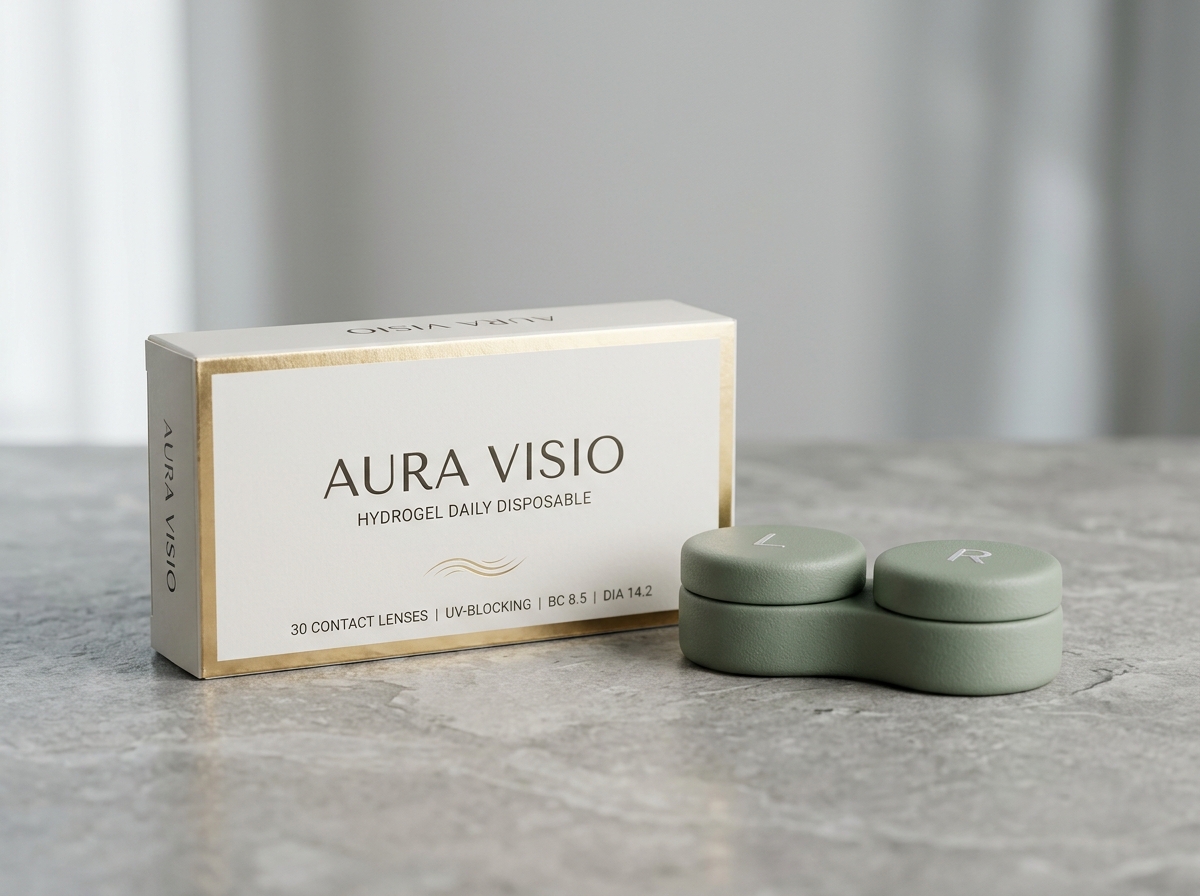 AURA VISIO
AURA VISIO
AURA VISIO
HYDROGEL DAILY DISPOSABLE
30 CONTACT LENSES | UV-BLOCKING | BC 8.5 | DIA 14.2
L
R